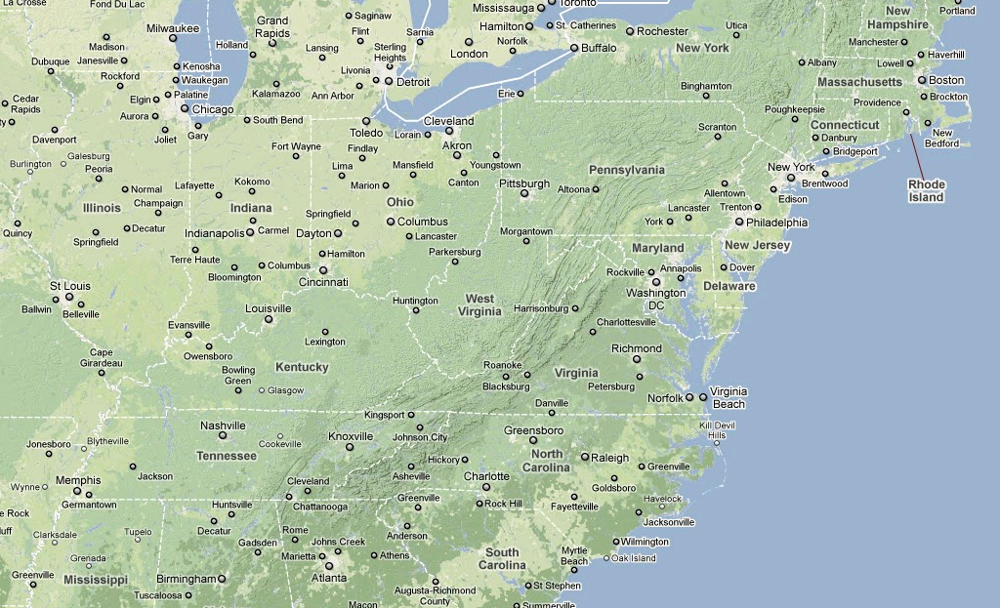 La Crosse
Fond Du Lac
Saginaw
Mississauga
Toronto
Portland
Milwaukee
Grand
Rapids
Flint
Sarnia
Hamilton
St. Catherines
Rochester
Utica
New
Hampshire
Madison
Holland
Lansing
Sterling
Heights
London
Norfolk
Buffalo
New York
Manchester
Haverhill
Janesville
Dubuque
Kenosha
Livonia
Albany
Lowell
Rockford
Waukegan
Kalamazoo
Ann Arbor
Detroit
Erie
Binghamton
Massachusetts
Boston
Cedar
Rapids
Elgin
Palatine
Chicago
Brockton
Providence
Aurora
South Bend
Toledo
Lorain
Cleveland
Poughkeepsie
Connecticut
New
Bedford
Davenport
Joliet
Gary
Akron
Scranton
Danbury
Bridgeport
Fort Wayne
Findlay
Galesburg
Burlington
Peoria
Lima
Mansfield
Youngstown
Canton
Pennsylvania
New York
Brentwood
Rhode
Island
Normal
Lafayette
Kokomo
Marion
Pittsburgh
Altoona
Allentown
Edison
Champaign
Illinois
Indiana
Ohio
Springfield
Lancaster
Trenton
Quincy
Decatur
Springfield
Indianapolis
Carmel
Dayton
Columbus
York
Philadelphia
Lancaster
Morgantown
Maryland
New Jersey
Terre Haute
Bloomington
Columbus
Hamilton
Parkersburg
Cincinnati
Rockville
Annapolis
Dover
St Louis
Ballwin
Belleville
Washington
DC
Delaware
Huntington
West
Virginia
Harrisonburg
Louisville
Evansville
Owensboro
Lexington
Charlottesville
Cape
Girardeau
Bowling
Green
Kentucky
Glasgow
Roanoke
Blacksburg
Virginia
Richmond
Petersburg
Norfolk
Virginia
Beach
Danville
Kingsport
Johnson City
Kill Devil
Hills
Nashville
Cookeville
Knoxville
Greensboro
Jonesboro
Blytheville
Tennessee
Hickory
North
Carolina
Raleigh
Greenville
Jackson
Asheville
Wynne
Memphis
Germantown
Cleveland
Chattanooga
Charlotte
Goldsboro
Greenville
Rock Hill
Fayetteville
Havelock
Jacksonville
e Rock
Huntsville
Decatur
Clarksdale
Tupelo
Gadsden
Rome
Johns Creek
Marietta
Athens
Anderson
Wilmington
South
Carolina
Myrtle
Beach
Oak Island
Grenada
Greenville
Mississippi
Birmingham
Tuscaloosa
Atlanta
Augusta-Richmond
County
St Stephen
Macon
Summerville